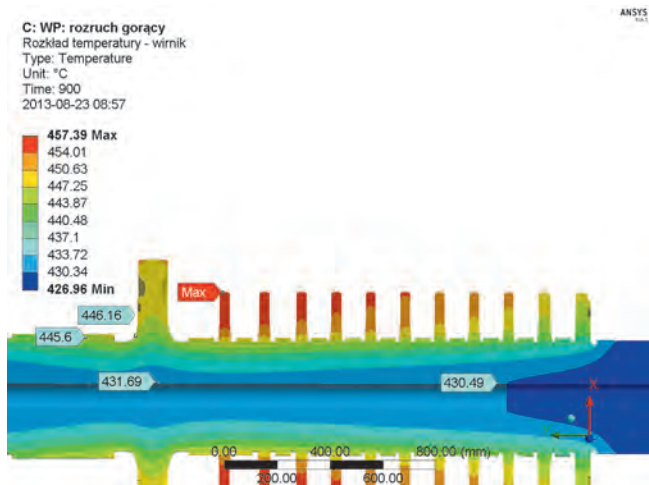 C: WP: rozruch gorący
Rozkład temperatury - wirnik
Type: Temperature
Unit: °C
Time: 900
2013-08-23 08:57
ANSYS
457.39 Max
454.01
450.63
447.25
443.87
440.48
437.1
433.72
430.34
426.96 Min
Max
446.16
445.6
431.69
430.49
X
0.00 400.00 800.00 (mm)
200.00 600.00